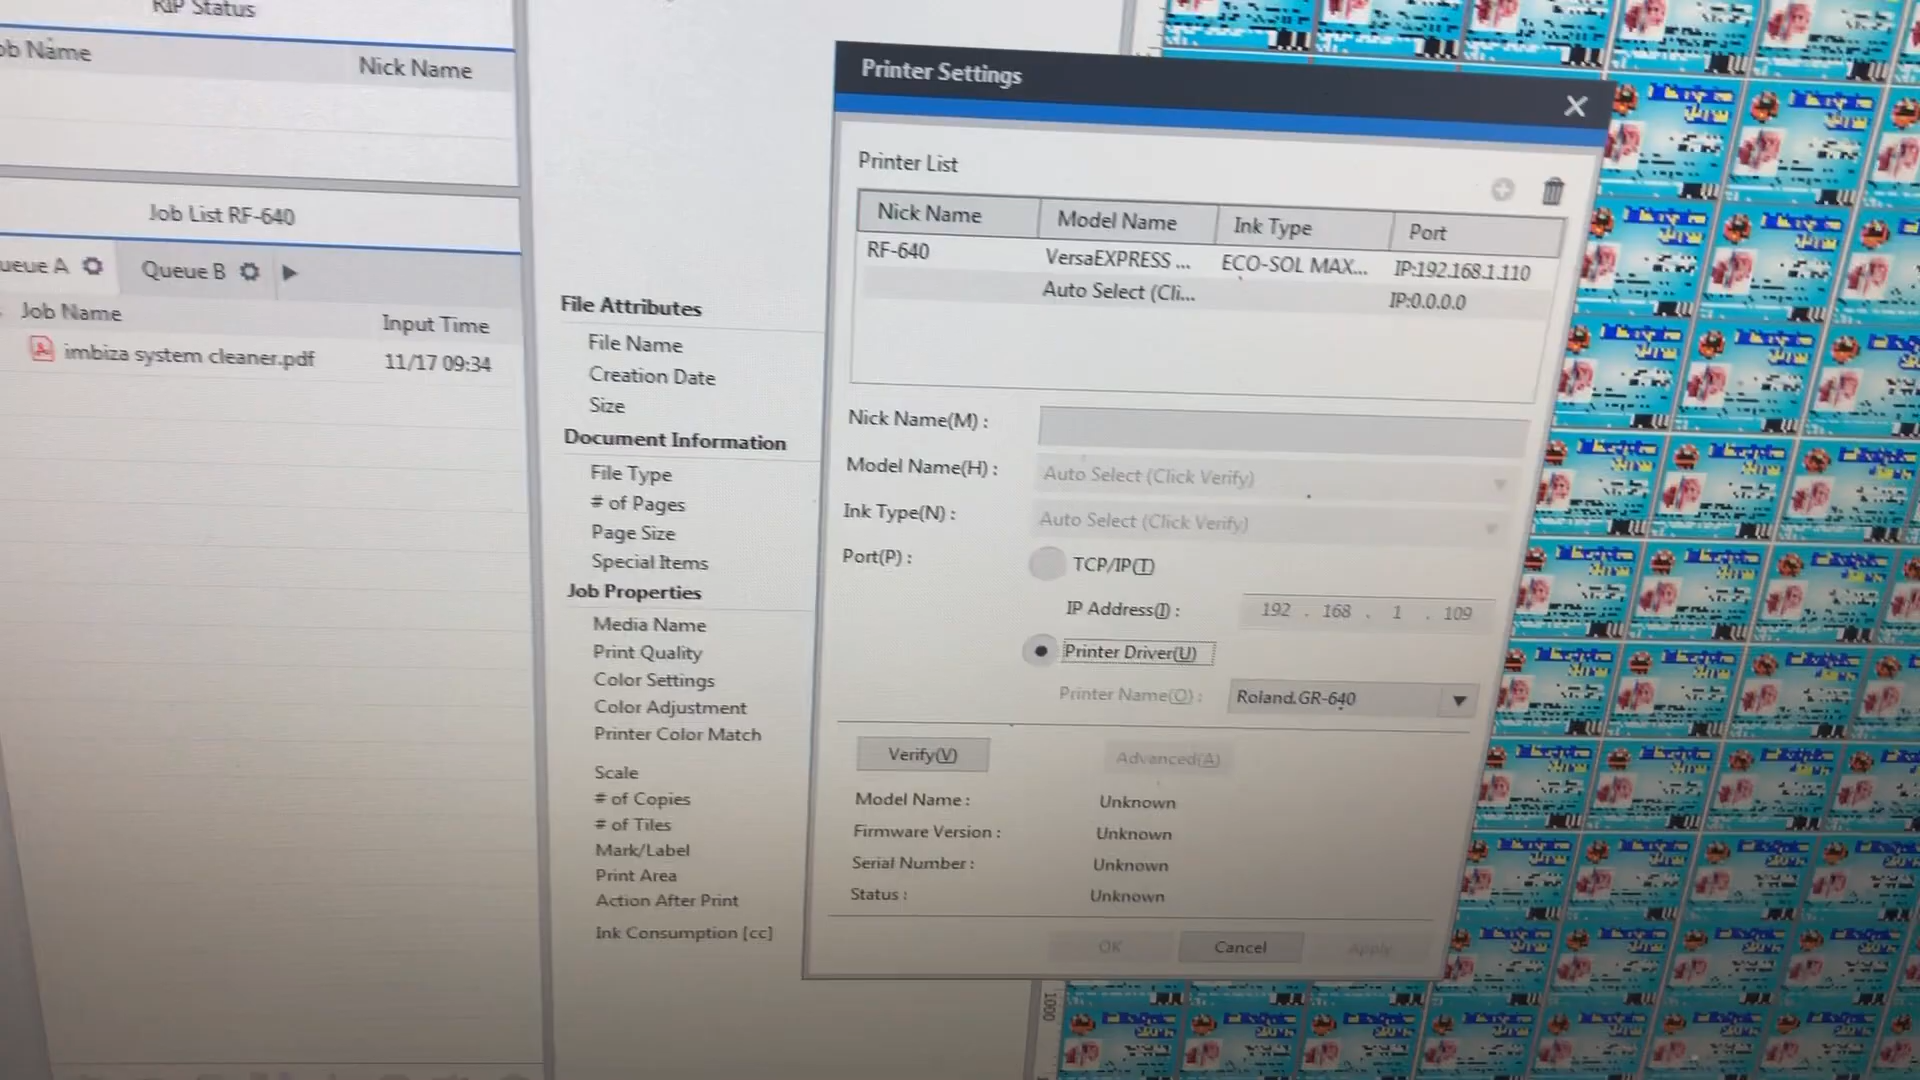 RIP Status
ob Name Nick Name
Job List RF-640
ueue A Queue B
Job Name Input Time
imbiza system cleaner.pdf 11/17 09:34
File Attributes
File Name
Creation Date
Size
Document Information
File Type
# of Pages
Page Size
Special Items
Job Properties
Media Name
Print Quality
Color Settings
Color Adjustment
Printer Color Match
Scale
# of Copies
# of Tiles
Mark/Label
Print Area
Action After Print
Ink Consumption [cc]
Printer Settings
Printer List
Nick Name Model Name Ink Type Port
RF-640 VersaEXPRESS ... ECO-SOL MAX... IP:192.168.1.110
Auto Select (Cli... IP:0.0.0.0
Nick Name(M) :
Model Name(H) : Auto Select (Click Verify)
Ink Type(N) : Auto Select (Click Verify)
Port(P) : TCP/IP(T)
IP Address(I) : 192 . 168 . 1 . 109
Printer Driver(U)
Printer Name(O) : Roland GR-640
Verify(V) Advanced(A)
Model Name : Unknown
Firmware Version : Unknown
Serial Number : Unknown
Status : Unknown
OK Cancel Apply
1000